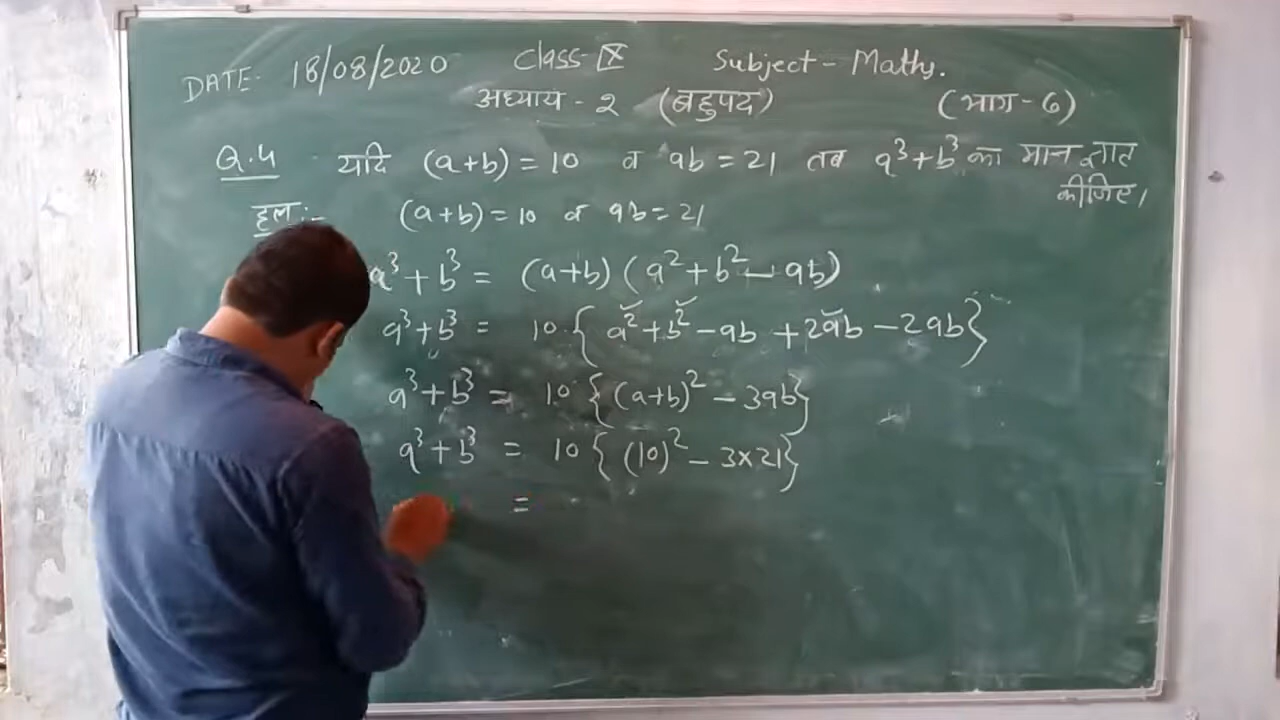 DATE- 18/08/2020 Class-IX Subject - Maths.
अध्याय - 2 (बहुपद) (भाग-6)
Q.4 यदि (a+b) = 10 व ab = 21 तब a³+b³ का मान ज्ञात
कीजिए।
हल:- (a+b) = 10 व ab = 21
a³+b³ = (a+b) (a²+b²-ab)
a³+b³ = 10.{a²+b²-ab+2ab-2ab}
a³+b³ = 10 {(a+b)²-3ab}
a³+b³ = 10 {(10)²-3×21}
=